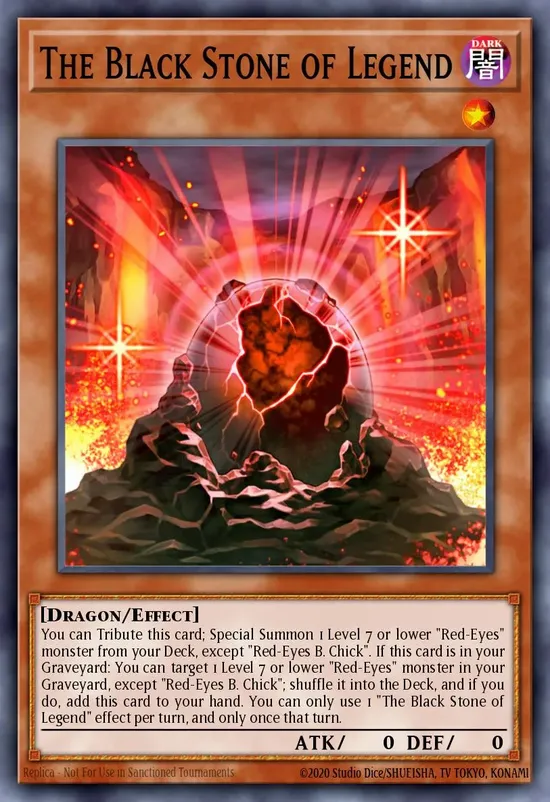 THE BLACK STONE OF LEGEND
DARK
闇
[DRAGON/EFFECT]
You can Tribute this card; Special Summon 1 Level 7 or lower "Red-Eyes"
monster from your Deck, except "Red-Eyes B. Chick". If this card is in your
Graveyard: You can target 1 Level 7 or lower "Red-Eyes" monster in your
Graveyard, except "Red-Eyes B. Chick"; shuffle it into the Deck, and if you
do, add this card to your hand. You can only use 1 "The Black Stone of
Legend" effect per turn, and only once that turn.
ATK/ 0 DEF/ 0
Replica - Not For Use in Sanctioned Tournaments
©2020 Studio Dice/SHUEISHA, TV TOKYO, KONAMI